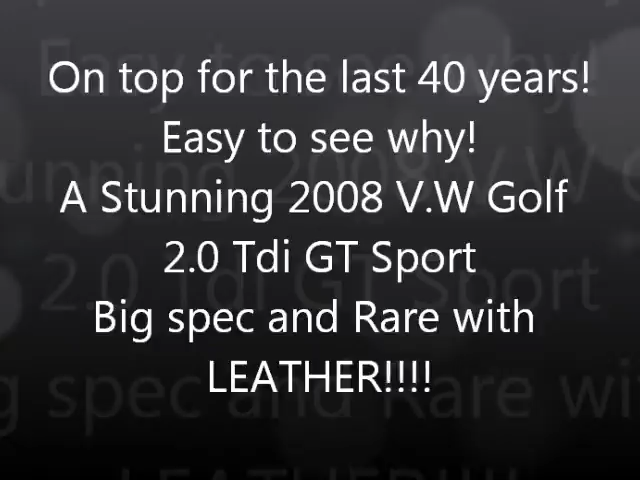 On top for the last 40 years!
Easy to see why!
A Stunning 2008 V.W Golf
2.0 Tdi GT Sport
Big spec and Rare with
LEATHER!!!!